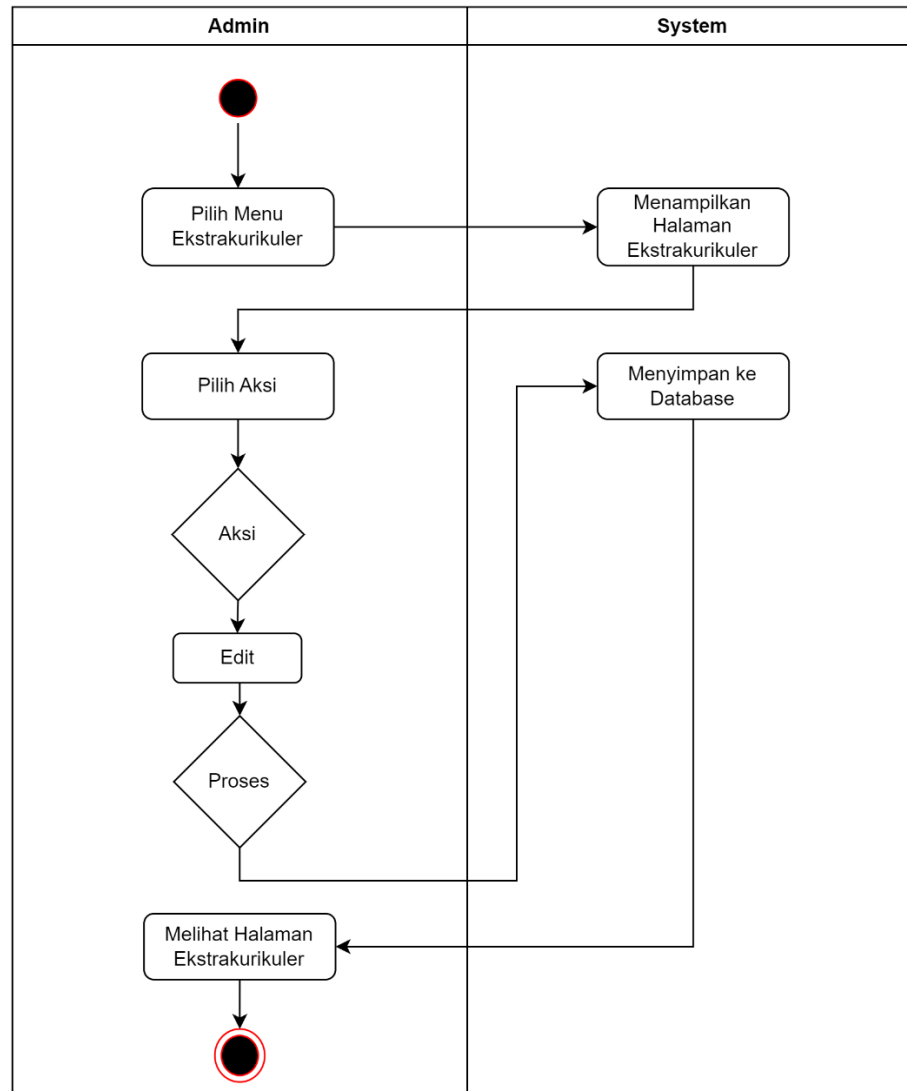 Admin
System
Pilih Menu
Ekstrakurikuler
Menampilkan
Halaman
Ekstrakurikuler
Pilih Aksi
Menyimpan ke
Database
Aksi
Edit
Proses
Melihat Halaman
Ekstrakurikuler